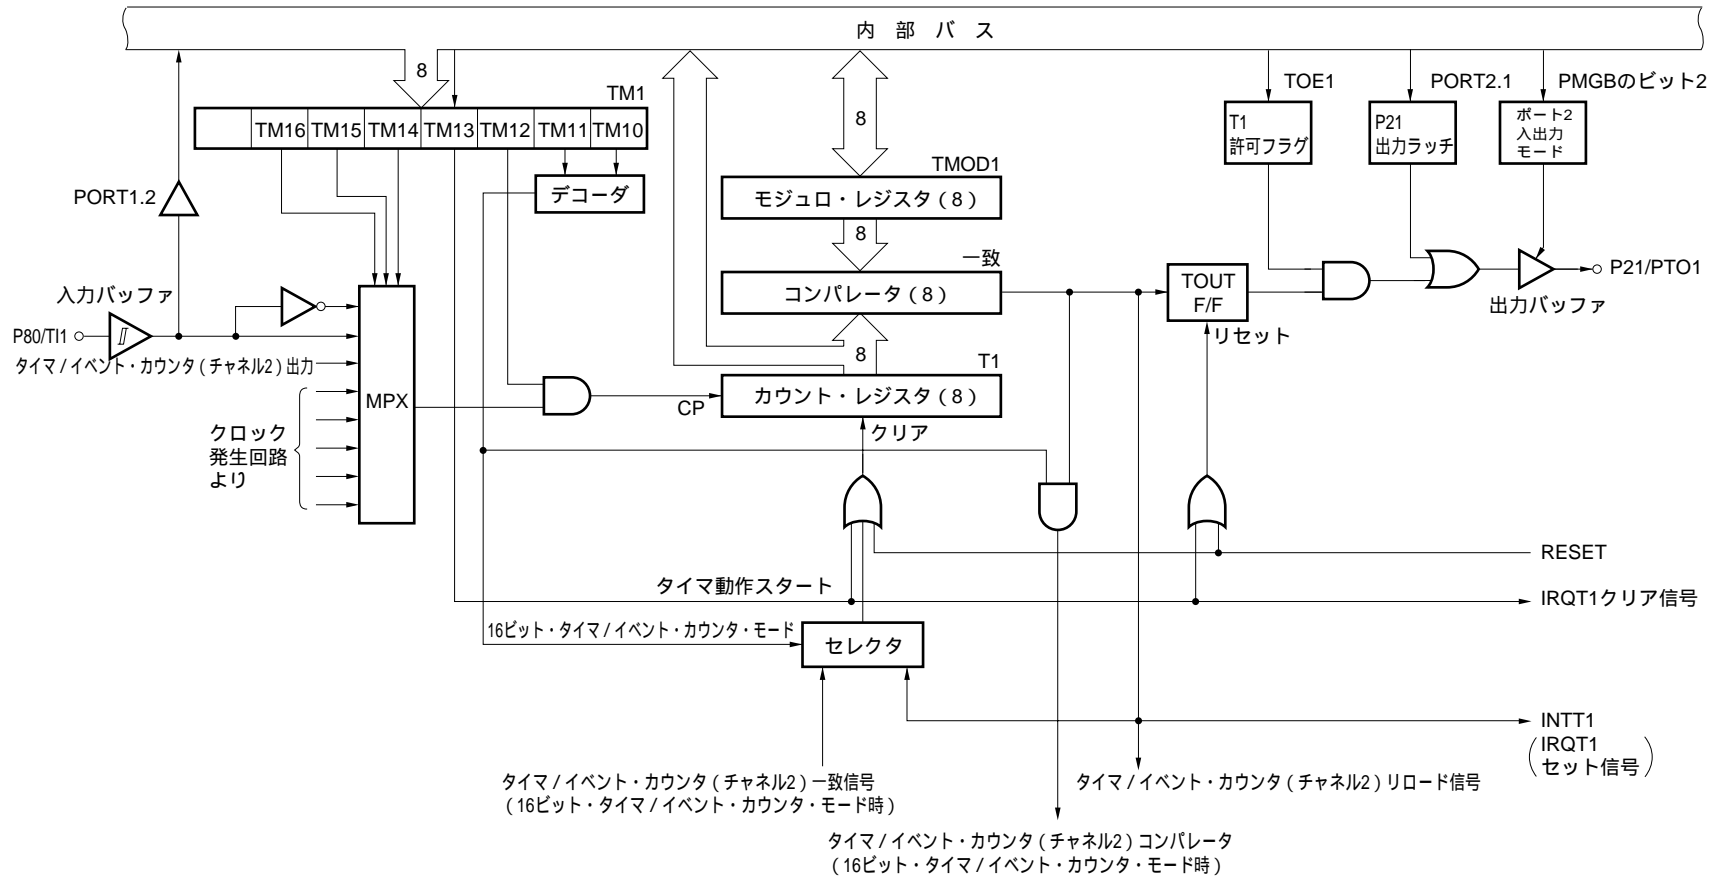 内部バス
8
TM1
TM16 TM15 TM14 TM13 TM12 TM11 TM10
デコーダ
PORT1.2
入力バッファ
P80/TI1
タイマ/イベント・カウンタ(チャネル2)出力
クロック
発生回路
より
MPX
8
TMOD1
モジュロ・レジスタ(8)
8
一致
コンパレータ(8)
8
T1
カウント・レジスタ(8)
CP
クリア
TOE1
T1
許可フラグ
PORT2.1
P21
出力ラッチ
PMGBのビット2
ポート2
入出力
モード
TOUT
F/F
リセット
P21/PTO1
出力バッファ
RESET
タイマ動作スタート
IRQT1クリア信号
16ビット・タイマ/イベント・カウンタ・モード
セレクタ
INTT1
(IRQT1
セット信号)
タイマ/イベント・カウンタ(チャネル2)一致信号
(16ビット・タイマ/イベント・カウンタ・モード時)
タイマ/イベント・カウンタ(チャネル2)リロード信号
タイマ/イベント・カウンタ(チャネル2)コンパレータ
(16ビット・タイマ/イベント・カウンタ・モード時)